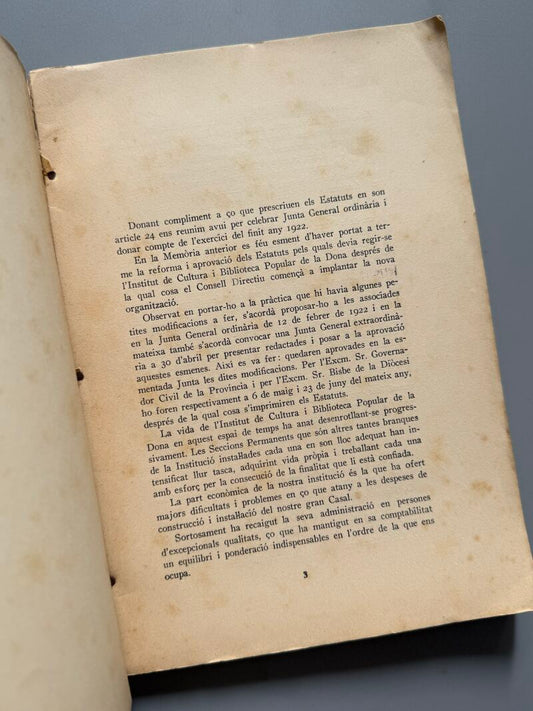 Donant compliment a ço que prescriuen els Estatuts en son
article 24 ens reunim avui per celebrar Junta General ordinària i
donar compte de l'exercici del finit any 1922.
En la Memòria anterior es féu esment d'haver portat a ter-
me la reforma i aprovació dels Estatuts pels quals devia regir-se
l'Institut de Cultura i Biblioteca Popular de la Dona després de
la qual cosa el Consell Directiu començà a implantar la nova
organització.
Observat en portar-ho a la pràctica que hi havia algunes pe-
tites modificacions a fer, s'acordà proposar-ho a les associades
en la Junta General ordinària de 12 de febrer de 1922 i en la
mateixa també s'acordà convocar una Junta General extraordinà-
ria a 30 d'abril per presentar redactades i posar a la aprovació
aquestes esmenes. Així es va fer: quedaren aprovades en la es-
mentada Junta les dites modificacions. Per l'Excm. Sr. Governa-
dor Civil de la Província i per l'Excm. Sr. Bisbe de la Diòcesi
ho foren respectivament a 6 de maig i 23 de juny del mateix any,
després de la qual cosa s'imprimiren els Estatuts.
La vida de l'Institut de Cultura i Biblioteca Popular de la
Dona en aquest espai de temps ha anat desenrotllant-se progres-
sivament. Les Seccions Permanents que són altres tantes branques
de la Institució instal·lades cada una en son lloc adequat han in-
tensificat llur tasca, adquirint vida pròpia i treballant cada una
amb esforç per la consecució de la finalitat que li està confiada.
La part econòmica de la nostra institució és la que ha ofert
majors dificultats i problemes en ço que atany a les despeses de
construcció i instal·lació del nostre gran Casal.
Sortosament ha recaigut la seva administració en persones
d'excepcionals qualitats, ço que ha mantigut en sa comptabilitat
un equilibri i ponderació indispensables en l'ordre de la que ens
ocupa.
3